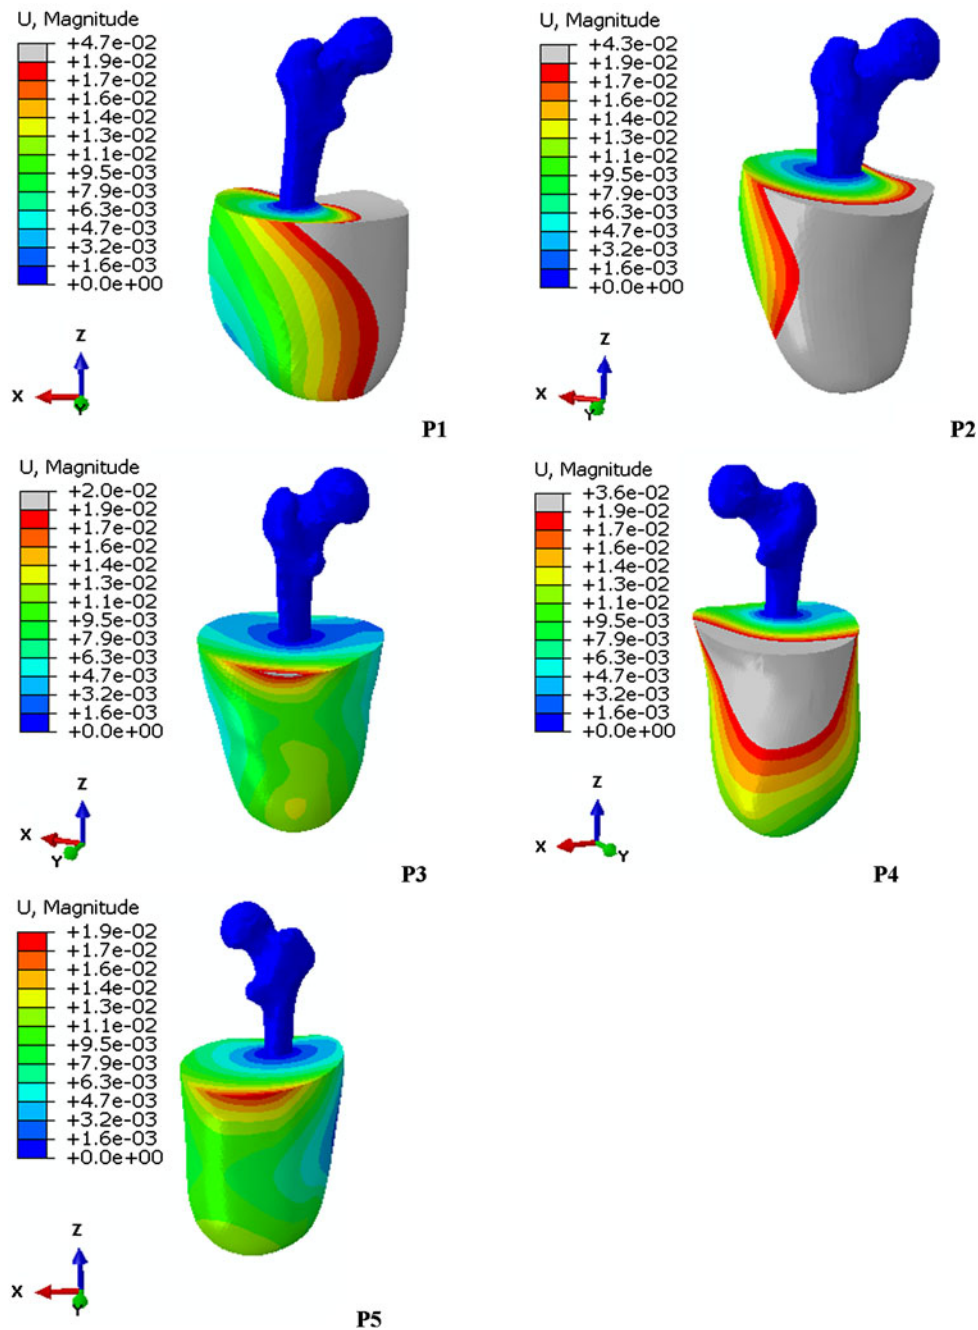 U, Magnitude
+4.7e-02
+1.9e-02
+1.7e-02
+1.6e-02
+1.4e-02
+1.3e-02
+1.1e-02
+9.5e-03
+7.9e-03
+6.3e-03
+4.7e-03
+3.2e-03
+1.6e-03
+0.0e+00
Z
X
Y
P1
U, Magnitude
+4.3e-02
+1.9e-02
+1.7e-02
+1.6e-02
+1.4e-02
+1.3e-02
+1.1e-02
+9.5e-03
+7.9e-03
+6.3e-03
+4.7e-03
+3.2e-03
+1.6e-03
+0.0e+00
Z
X
Y
P2
U, Magnitude
+2.0e-02
+1.9e-02
+1.7e-02
+1.6e-02
+1.4e-02
+1.3e-02
+1.1e-02
+9.5e-03
+7.9e-03
+6.3e-03
+4.7e-03
+3.2e-03
+1.6e-03
+0.0e+00
Z
X
Y
P3
U, Magnitude
+3.6e-02
+1.9e-02
+1.7e-02
+1.6e-02
+1.4e-02
+1.3e-02
+1.1e-02
+9.5e-03
+7.9e-03
+6.3e-03
+4.7e-03
+3.2e-03
+1.6e-03
+0.0e+00
Z
X
Y
P4
U, Magnitude
+1.9e-02
+1.7e-02
+1.6e-02
+1.4e-02
+1.3e-02
+1.1e-02
+9.5e-03
+7.9e-03
+6.3e-03
+4.7e-03
+3.2e-03
+1.6e-03
+0.0e+00
Z
X
Y
P5